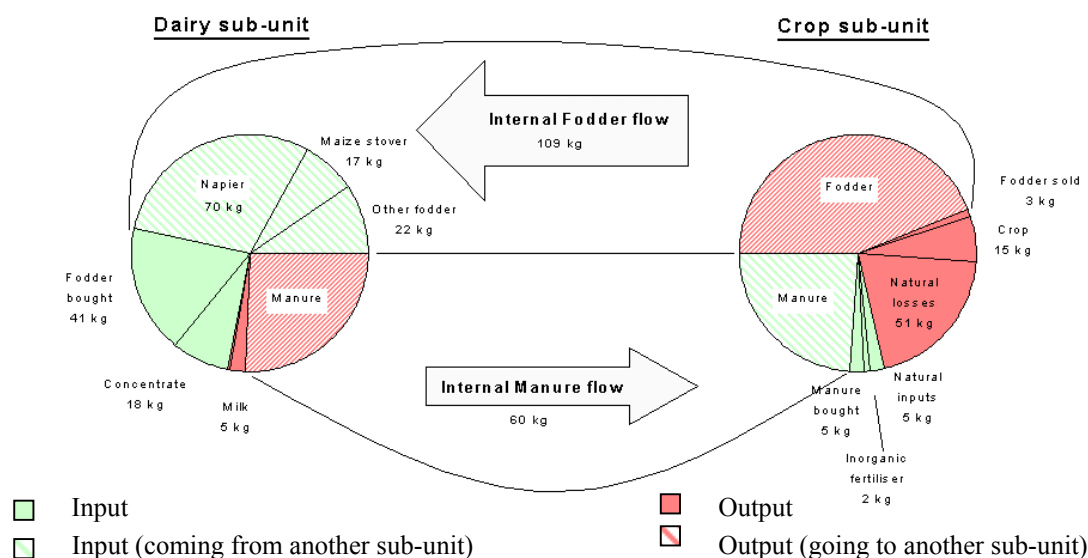 Dairy sub-unit
Crop sub-unit
Internal Fodder flow
109 kg
Maize stover
17 kg
Napier
70 kg
Other fodder
22 kg
Fodder
bought
41 kg
Manure
Concentrate
18 kg
Milk
5 kg
Fodder
Fodder sold
3 kg
Crop
15 kg
Natural
losses
51 kg
Manure
Natural
inputs
5 kg
Manure
bought
5 kg
Inorganic
fertiliser
2 kg
Internal Manure flow
60 kg
Input
Input (coming from another sub-unit)
Output
Output (going to another sub-unit)